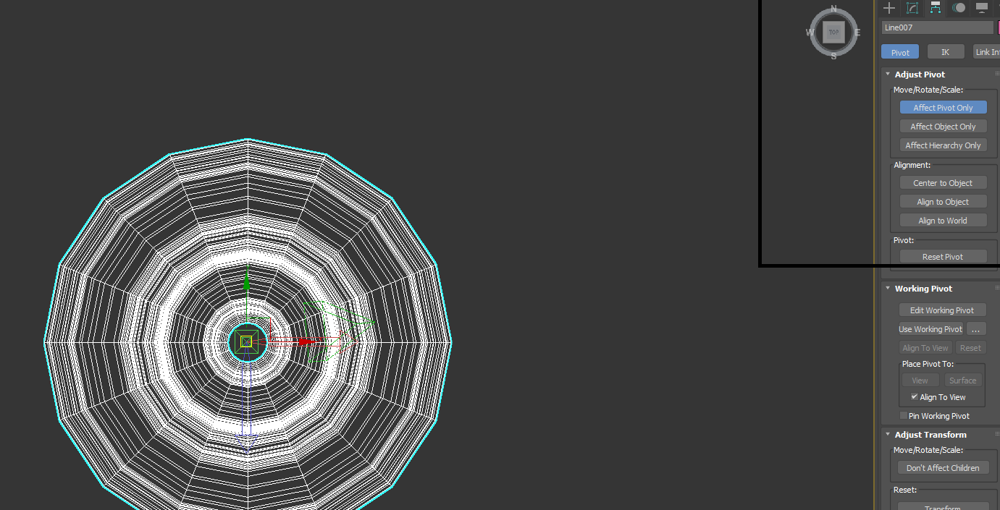 N
W TOP E
S
Line007
Pivot IK Link In
Adjust Pivot
Move/Rotate/Scale:
Affect Pivot Only
Affect Object Only
Affect Hierarchy Only
Alignment:
Center to Object
Align to Object
Align to World
Pivot:
Reset Pivot
Working Pivot
Edit Working Pivot
Use Working Pivot ...
Align To View Reset
Place Pivot To:
View Surface
Align To View
Pin Working Pivot
Adjust Transform
Move/Rotate/Scale:
Don't Affect Children
Reset:
Transform